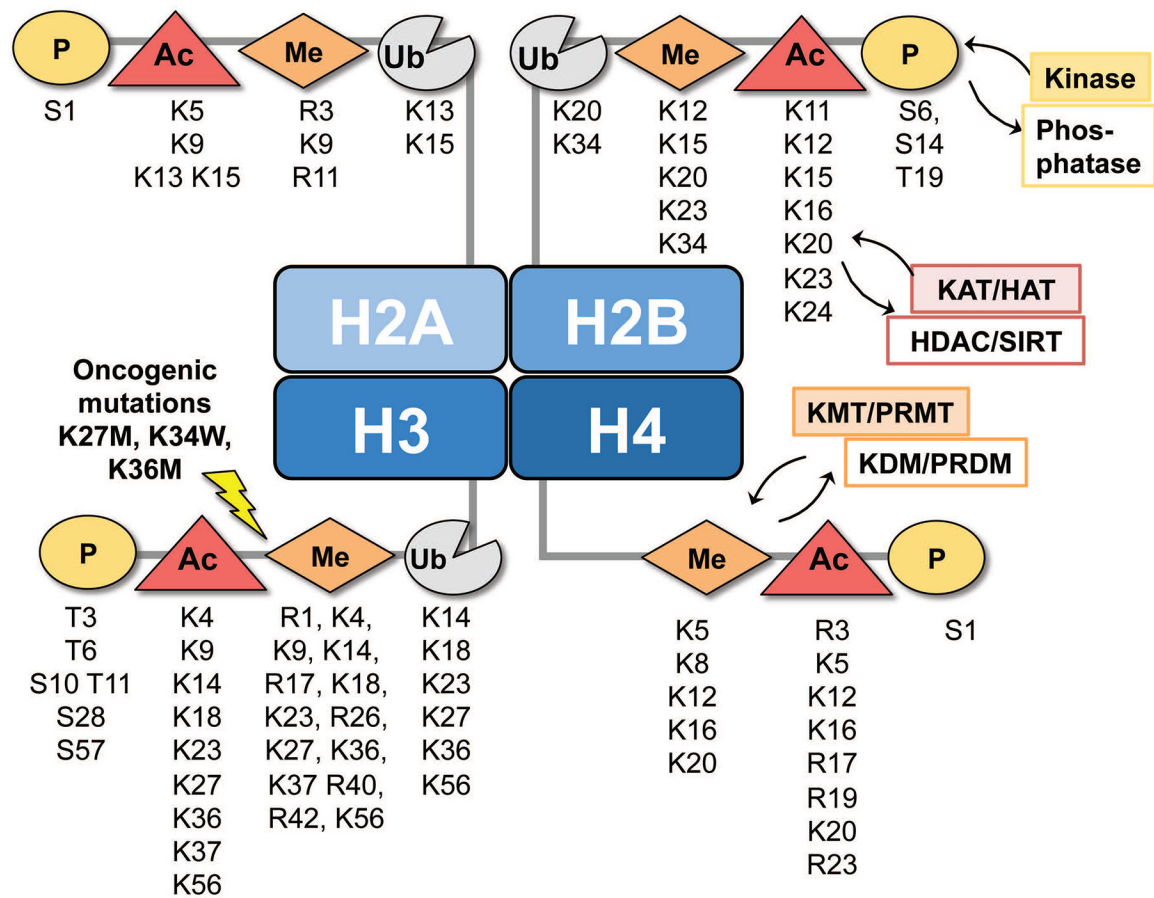 P
Ac
Me
Ub
S1
K5
K9
K13 K15
R3
K9
R11
K13
K15
Ub
Me
Ac
P
K20
K34
K12
K15
K20
K23
K34
K11
K12
K15
K16
K20
K23
K24
S6,
S14
T19
Kinase
Phos-
phatase
KAT/HAT
HDAC/SIRT
H2A
H2B
H3
H4
Oncogenic
mutations
K27M, K34W,
K36M
KMT/PRMT
KDM/PRDM
P
Ac
Me
Ub
T3
T6
S10 T11
S28
S57
K4
K9
K14
K18
K23
K27
K36
K37
K56
R1, K4,
K9, K14,
R17, K18,
K23, R26,
K27, K36,
K37 R40,
R42, K56
K14
K18
K23
K27
K36
K56
Me
Ac
P
K5
K8
K12
K16
K20
R3
K5
K12
K16
R17
R19
K20
R23
S1